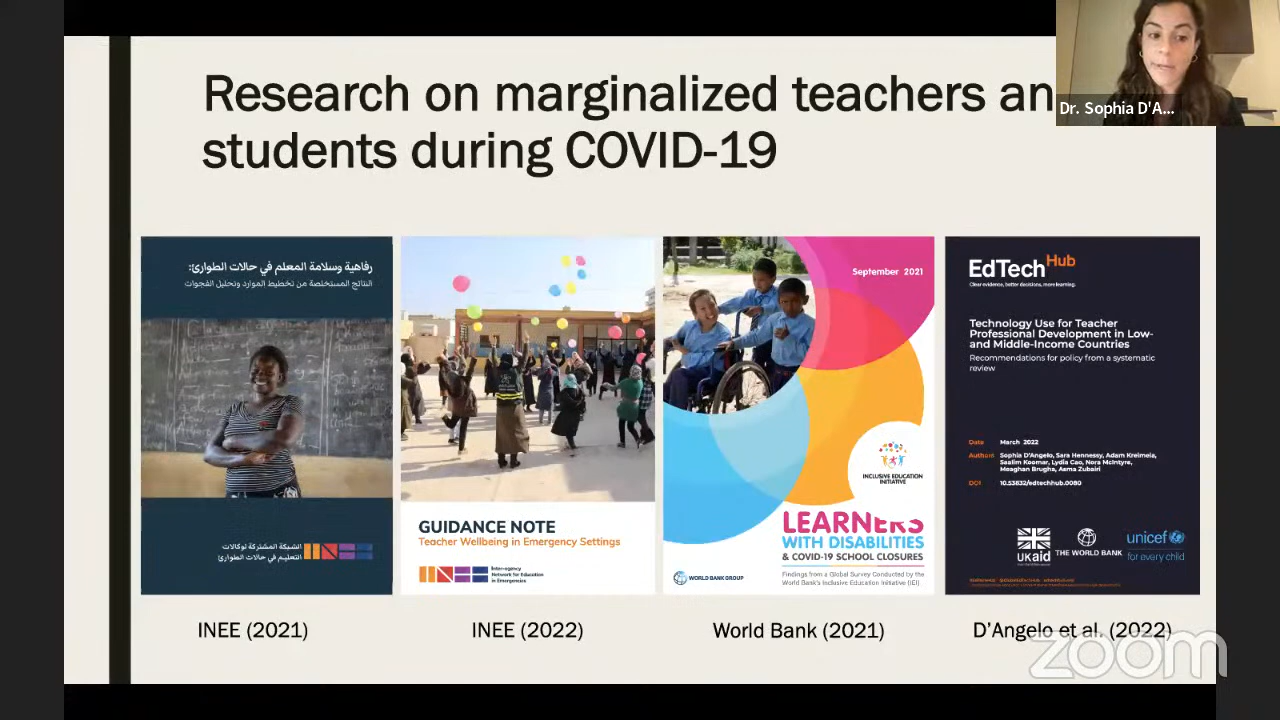 Research on marginalized teachers an
students during COVID-19
Dr. Sophia D'A...
رفاهية وسلامة المعلم في حالات الطوارئ:
الناتج المستخلصة من تخطيط الموارد وتحليل الفجوات
الشبكة المشتركة لوكالات
التعليم في حالات الطوارئ
INEE
INEE (2021)
GUIDANCE NOTE
Teacher Wellbeing in Emergency Settings
INEE
Inter-agency
Network for Education
in Emergencies
INEE (2022)
September 2021
INCLUSIVE EDUCATION
INITIATIVE
LEARNERS
WITH DISABILITIES
& COVID-19 SCHOOL CLOSURES
Findings from a Global Survey Conducted by the
World Bank's Inclusive Education Initiative (IEI)
WORLD BANK GROUP
World Bank (2021)
EdTech Hub
Clear evidence, better decisions, more learning.
Technology Use for Teacher
Professional Development in Low-
and Middle-Income Countries
Recommendations for policy from a systematic
review
Date March 2022
Authors Sophia D'Angelo, Sara Hennessy, Adam Kreimeia,
Saalim Koomar, Lydia Cao, Nora McIntyre,
Meaghan Brugha, Asma Zubairi
DOI 10.53832/edtechhub.0080
UKaid
THE WORLD BANK
unicef
for every child
D'Angelo et al. (2022)
zoom